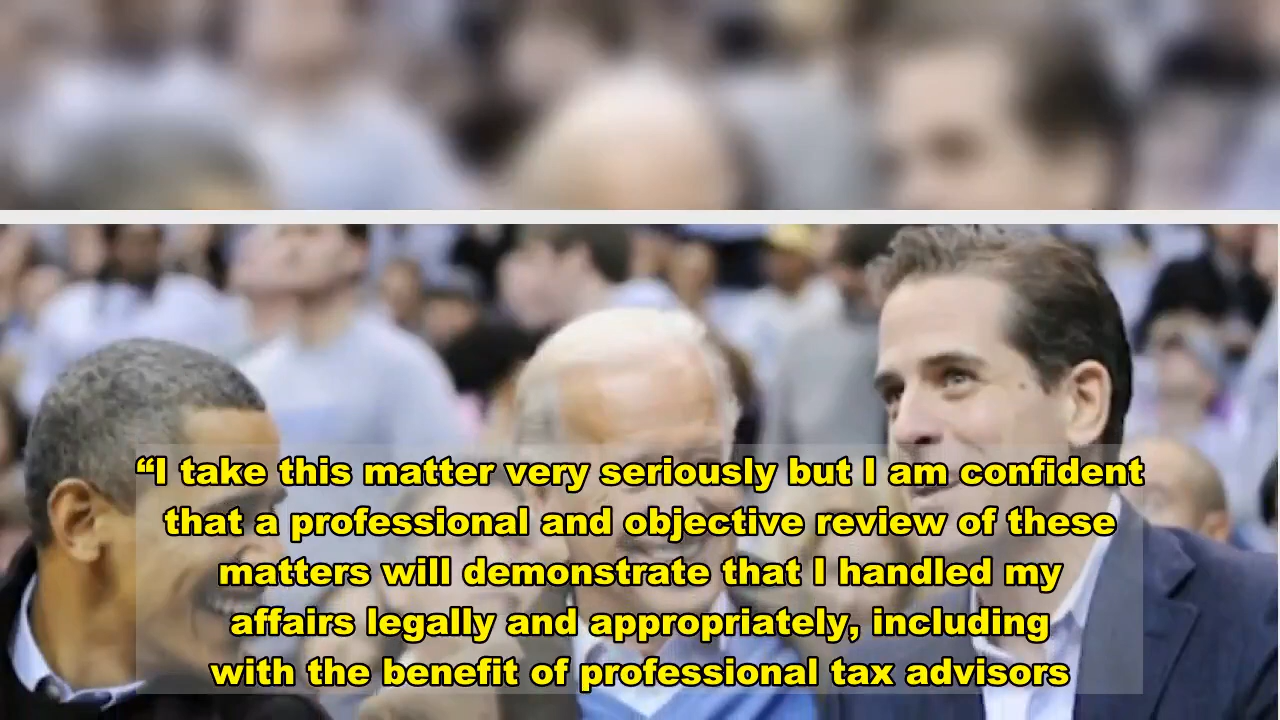 “I take this matter very seriously but I am confident
that a professional and objective review of these
matters will demonstrate that I handled my
affairs legally and appropriately, including
with the benefit of professional tax advisors